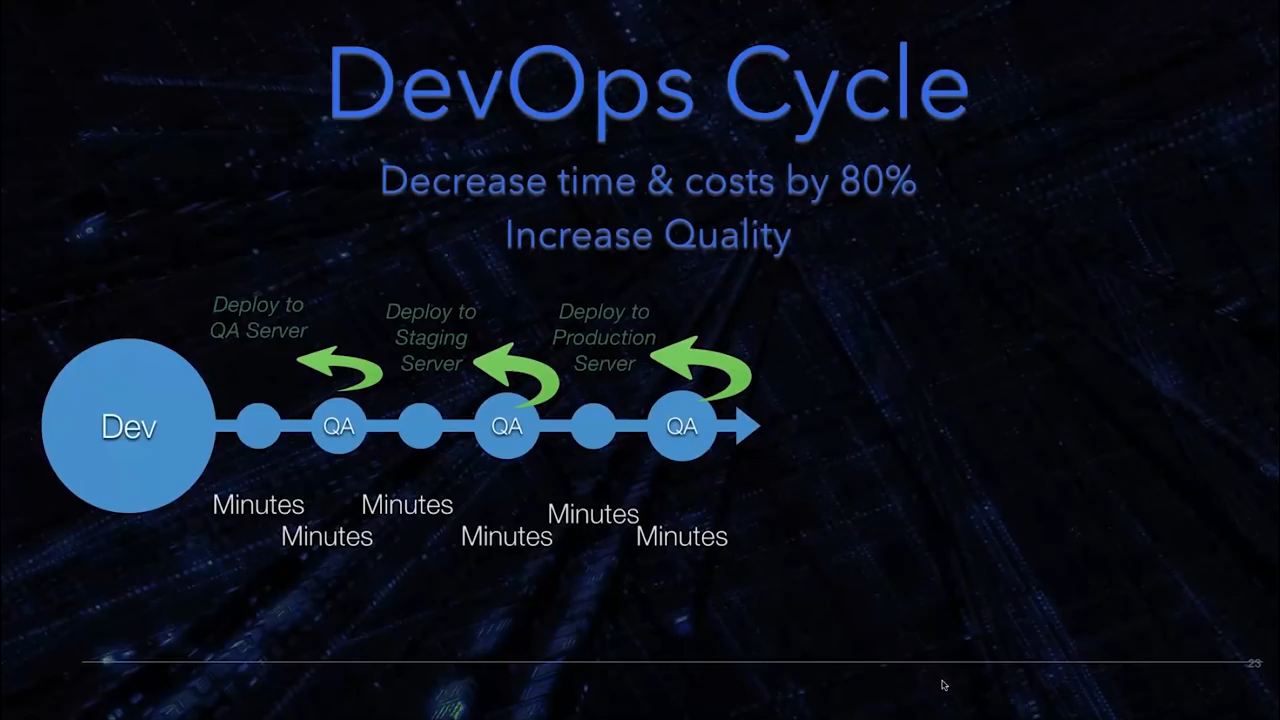 DevOps Cycle
Decrease time & costs by 80%
Increase Quality
Deploy to
QA Server
Deploy to
Staging
Server
Deploy to
Production
Server
Dev
QA
QA
QA
Minutes
Minutes
Minutes
Minutes
Minutes
Minutes
23